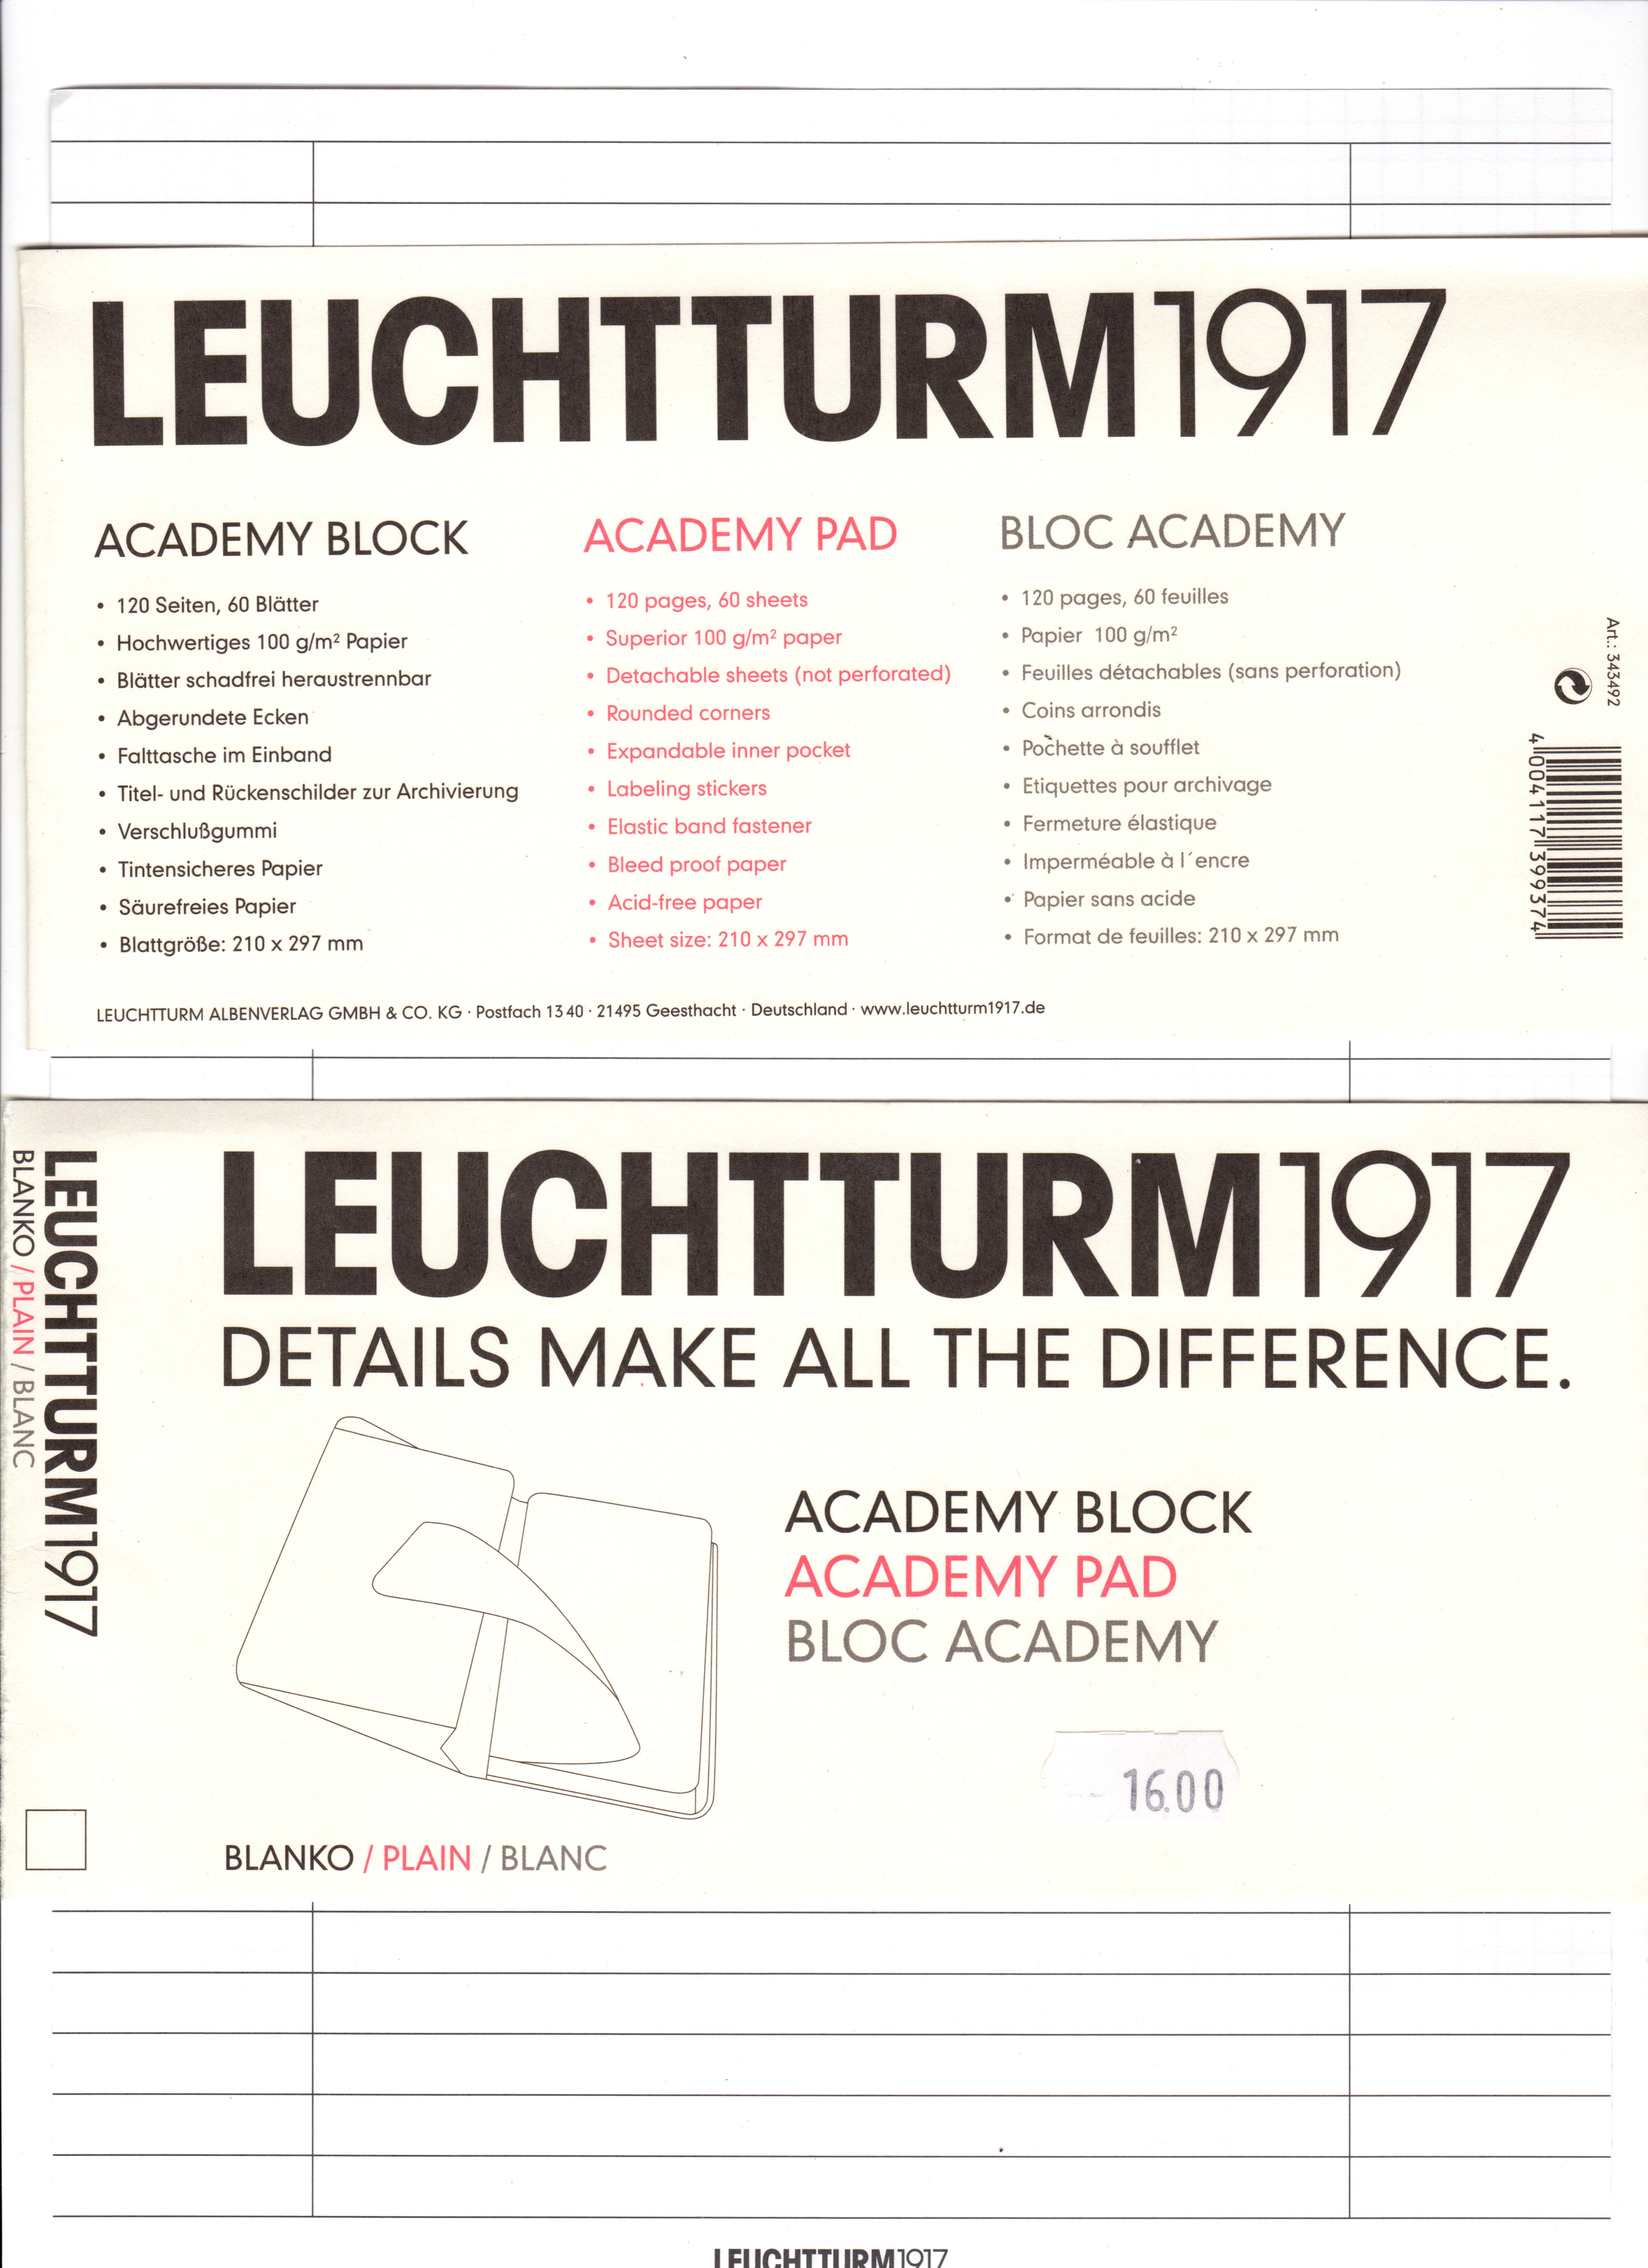 LEUCHTTURM1917
ACADEMY BLOCK
• 120 Seiten, 60 Blätter
• Hochwertiges 100 g/m² Papier
• Blätter schadfrei heraustrennbar
• Abgerundete Ecken
• Falttasche im Einband
• Titel- und Rückenschilder zur Archivierung
• Verschlußgummi
• Tintensicheres Papier
• Säurefreies Papier
• Blattgröße: 210 x 297 mm
ACADEMY PAD
• 120 pages, 60 sheets
• Superior 100 g/m² paper
• Detachable sheets (not perforated)
• Rounded corners
• Expandable inner pocket
• Labeling stickers
• Elastic band fastener
• Bleed proof paper
• Acid-free paper
• Sheet size: 210 x 297 mm
BLOC ACADEMY
• 120 pages, 60 feuilles
• Papier 100 g/m²
• Feuilles détachables (sans perforation)
• Coins arrondis
• Pochette à soufflet
• Etiquettes pour archivage
• Fermeture élastique
• Imperméable à l´encre
• Papier sans acide
• Format de feuilles: 210 x 297 mm
Art.: 343492
4 004117 399374
LEUCHTTURM ALBENVERLAG GMBH & CO. KG · Postfach 13 40 · 21495 Geesthacht · Deutschland · www.leuchtturm1917.de
LEUCHTTURM1917
BLANKO / PLAIN / BLANC
LEUCHTTURM1917
DETAILS MAKE ALL THE DIFFERENCE.
ACADEMY BLOCK
ACADEMY PAD
BLOC ACADEMY
16.00
BLANKO / PLAIN / BLANC
LEUCHTTURM1917